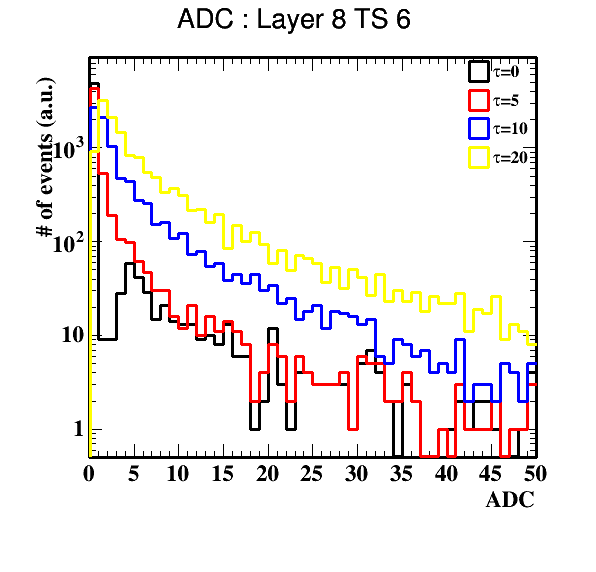 ADC : Layer 8 TS 6
# of events (a.u.)
10³
10²
10
1
τ=0
τ=5
τ=10
τ=20
0 5 10 15 20 25 30 35 40 45 50
ADC